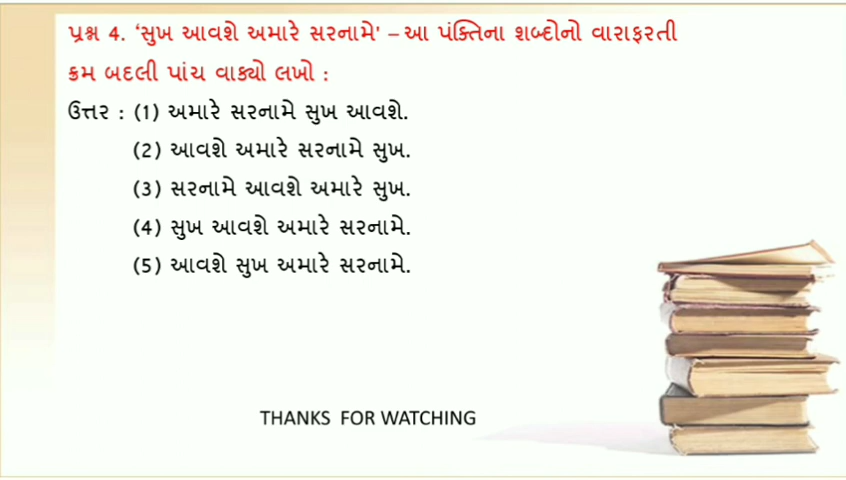 પ્રશ્ન 4. ‘સુખ આવશે અમારે સરનામે' – આ પંક્તિના શબ્દોનો વારાફરતી
ક્રમ બદલી પાંચ વાક્યો લખો :
ઉત્તર : (1) અમારે સરનામે સુખ આવશે.
(2) આવશે અમારે સરનામે સુખ.
(3) સરનામે આવશે અમારે સુખ.
(4) સુખ આવશે અમારે સરનામે.
(5) આવશે સુખ અમારે સરનામે.
THANKS FOR WATCHING